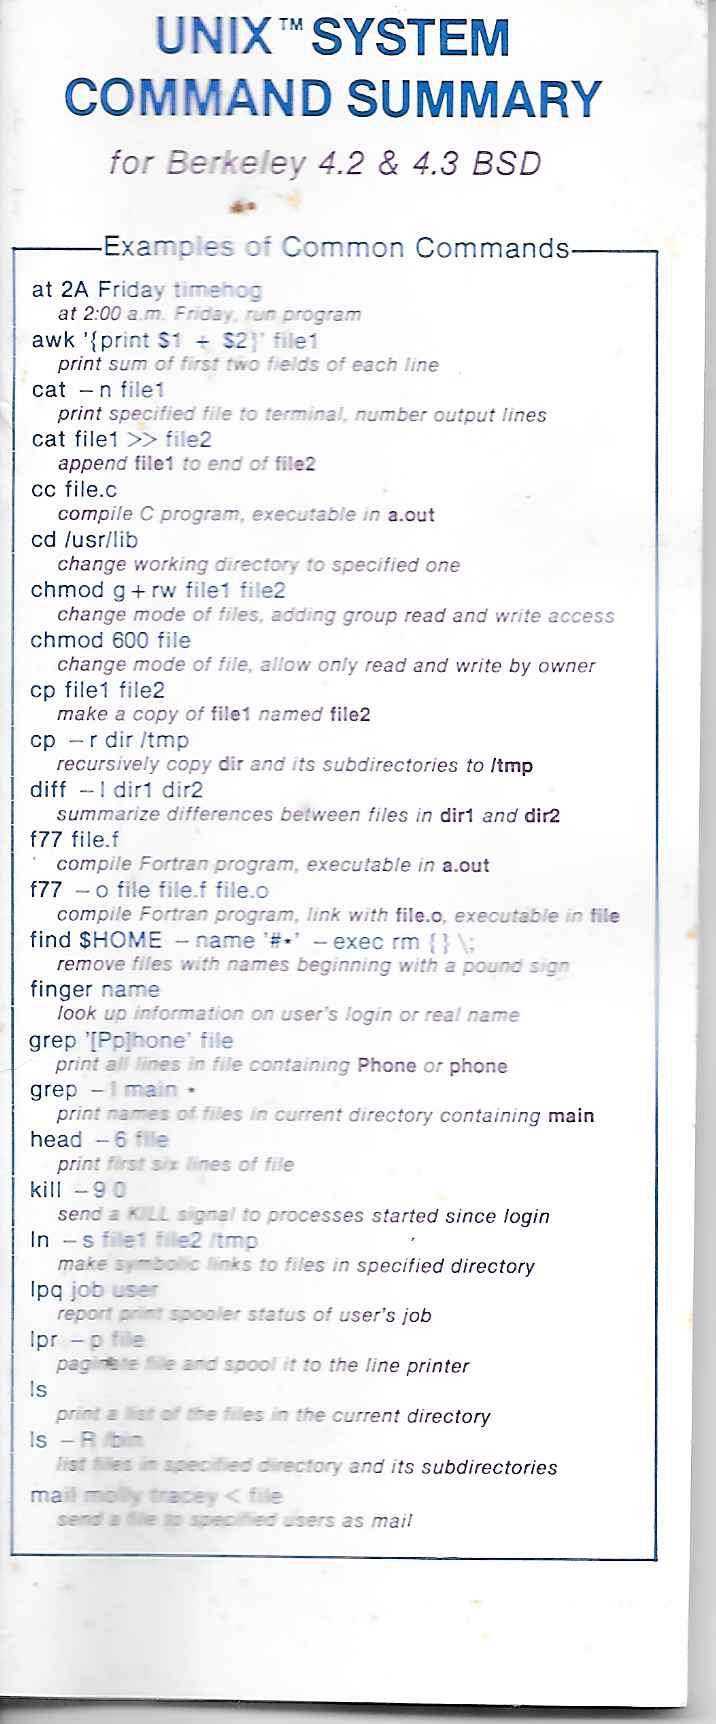 UNIX™ SYSTEM
COMMAND SUMMARY
for Berkeley 4.2 & 4.3 BSD
Examples of Common Commands
at 2A Friday timehog
at 2:00 a.m. Friday, run program
awk '{print $1 + $2}' file1
print sum of first two fields of each line
cat –n file1
print specified file to terminal, number output lines
cat file1 >> file2
append file1 to end of file2
cc file.c
compile C program, executable in a.out
cd /usr/lib
change working directory to specified one
chmod g+rw file1 file2
change mode of files, adding group read and write access
chmod 600 file
change mode of file, allow only read and write by owner
cp file1 file2
make a copy of file1 named file2
cp –r dir /tmp
recursively copy dir and its subdirectories to /tmp
diff –l dir1 dir2
summarize differences between files in dir1 and dir2
f77 file.f
compile Fortran program, executable in a.out
f77 –o file file.f file.o
compile Fortran program, link with file.o, executable in file
find $HOME –name '#*' –exec rm {} \;
remove files with names beginning with a pound sign
finger name
look up information on user's login or real name
grep '[Pp]hone' file
print all lines in file containing Phone or phone
grep –l main *
print names of files in current directory containing main
head –6 file
print first six lines of file
kill –9 0
send a KILL signal to processes started since login
ln –s file1 file2 /tmp
make symbolic links to files in specified directory
lpq job user
report print spooler status of user's job
lpr –p file
paginate file and spool it to the line printer
ls
print a list of the files in the current directory
ls –R /bin
list files in specified directory and its subdirectories
mail molly tracey < file
send a file to specified users as mail